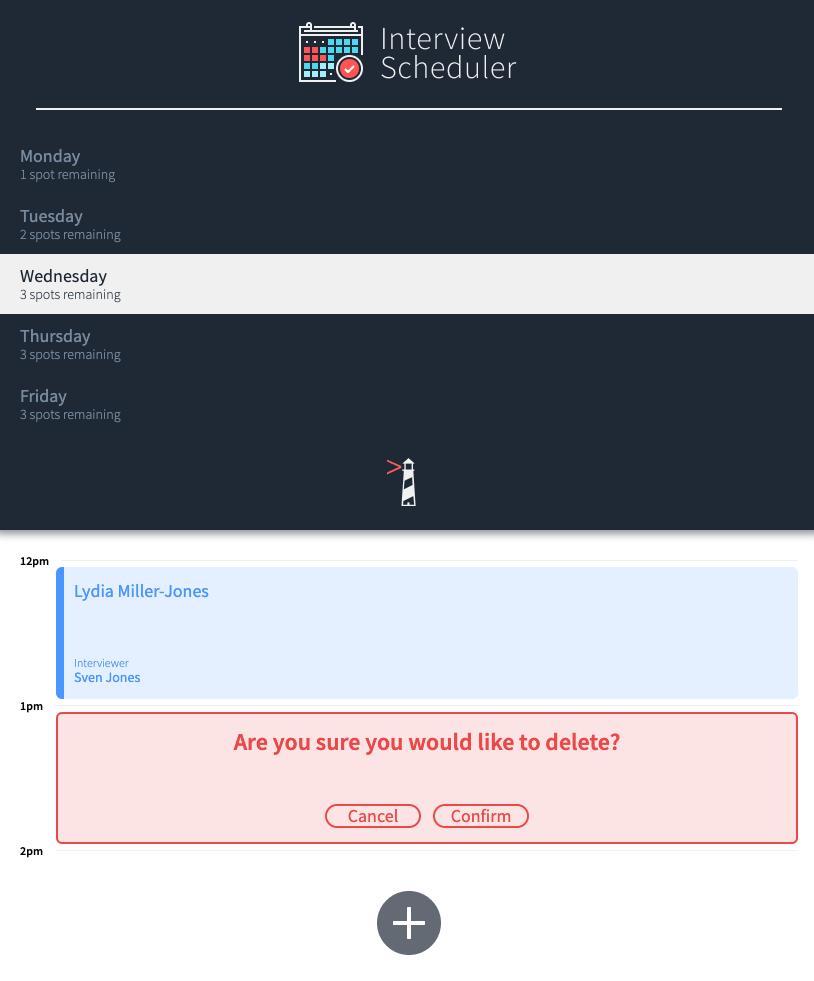 Interview
Scheduler
Monday
1 spot remaining
Tuesday
2 spots remaining
Wednesday
3 spots remaining
Thursday
3 spots remaining
Friday
3 spots remaining
12pm
Lydia Miller-Jones
Interviewer
Sven Jones
1pm
Are you sure you would like to delete?
Cancel Confirm
2pm